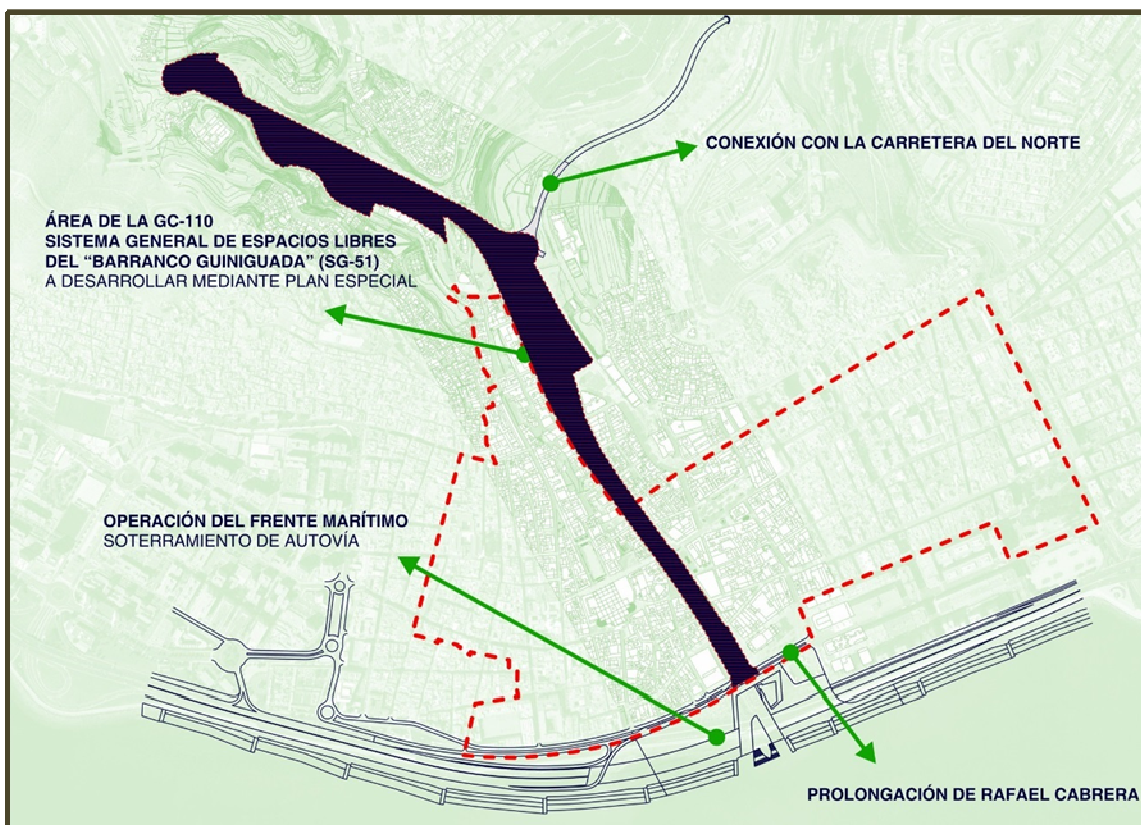 CONEXIÓN CON LA CARRETERA DEL NORTE
ÁREA DE LA GC-110
SISTEMA GENERAL DE ESPACIOS LIBRES
DEL “BARRANCO GUINIGUADA” (SG-51)
A DESARROLLAR MEDIANTE PLAN ESPECIAL
OPERACIÓN DEL FRENTE MARÍTIMO
SOTERRAMIENTO DE AUTOVÍA
PROLONGACIÓN DE RAFAEL CABRERA